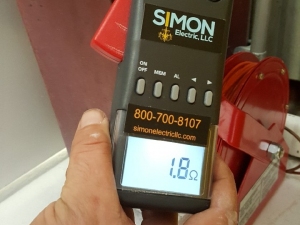 SIMON
Electric, LLC
ON
OFF MEM AL ◄ ►
800-700-8107
simonelectricllc.com
1.8Ω